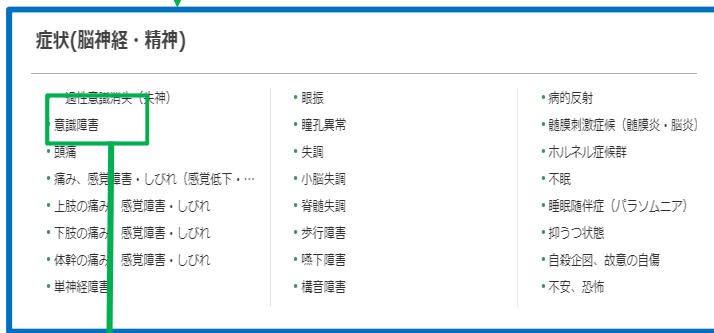 症状(脳神経・精神)
一過性意識消失（失神）
・意識障害
・頭痛
・痛み、感覚障害・しびれ（感覚低下・…
・上肢の痛み、感覚障害・しびれ
・下肢の痛み、感覚障害・しびれ
・体幹の痛み、感覚障害・しびれ
・単神経障害
・眼振
・瞳孔異常
・失調
・小脳失調
・脊髄失調
・歩行障害
・嚥下障害
・構音障害
・病的反射
・髄膜刺激症候（髄膜炎・脳炎）
・ホルネル症候群
・不眠
・睡眠随伴症（パラソムニア）
・抑うつ状態
・自殺企図、故意の自傷
・不安、恐怖